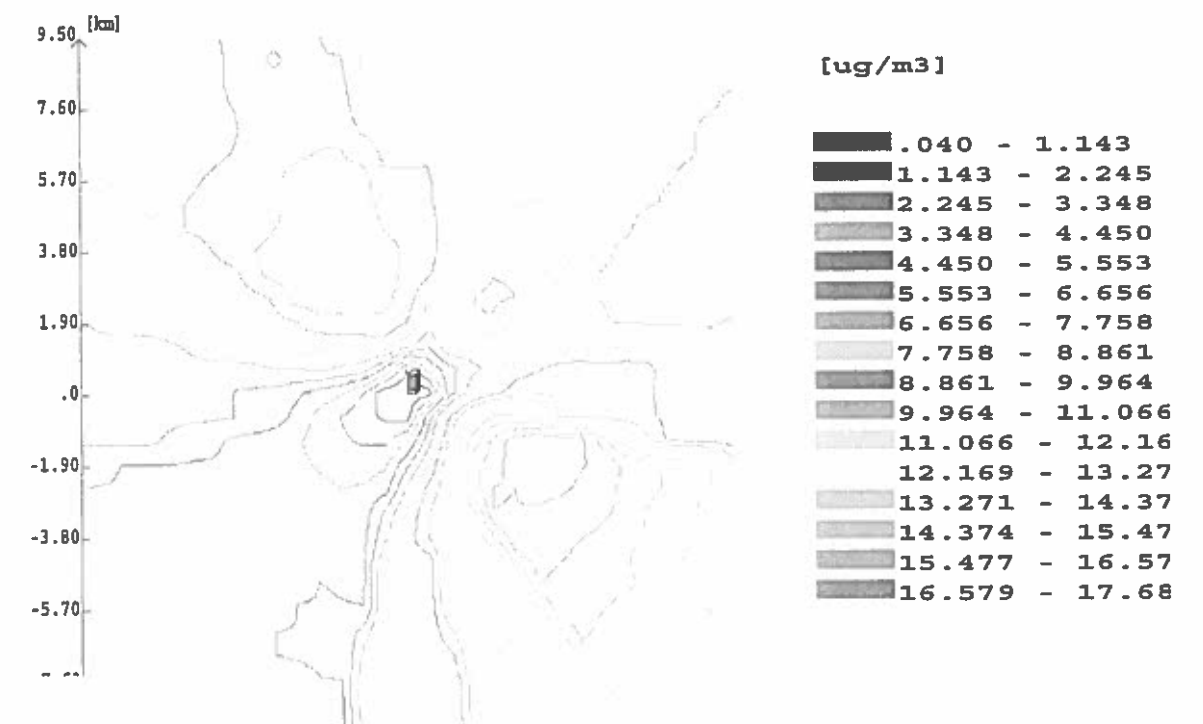 [km]
9.50
7.60
5.70
3.80
1.90
.0
-1.90
-3.80
-5.70
[ug/m3]
.040 - 1.143
1.143 - 2.245
2.245 - 3.348
3.348 - 4.450
4.450 - 5.553
5.553 - 6.656
6.656 - 7.758
7.758 - 8.861
8.861 - 9.964
9.964 - 11.066
11.066 - 12.16
12.169 - 13.27
13.271 - 14.37
14.374 - 15.47
15.477 - 16.57
16.579 - 17.68